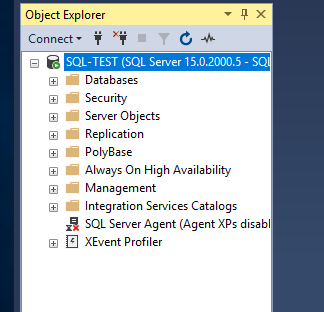 Object Explorer
Connect
SQL-TEST (SQL Server 15.0.2000.5 - SQL
Databases
Security
Server Objects
Replication
PolyBase
Always On High Availability
Management
Integration Services Catalogs
SQL Server Agent (Agent XPs disabl
XEvent Profiler